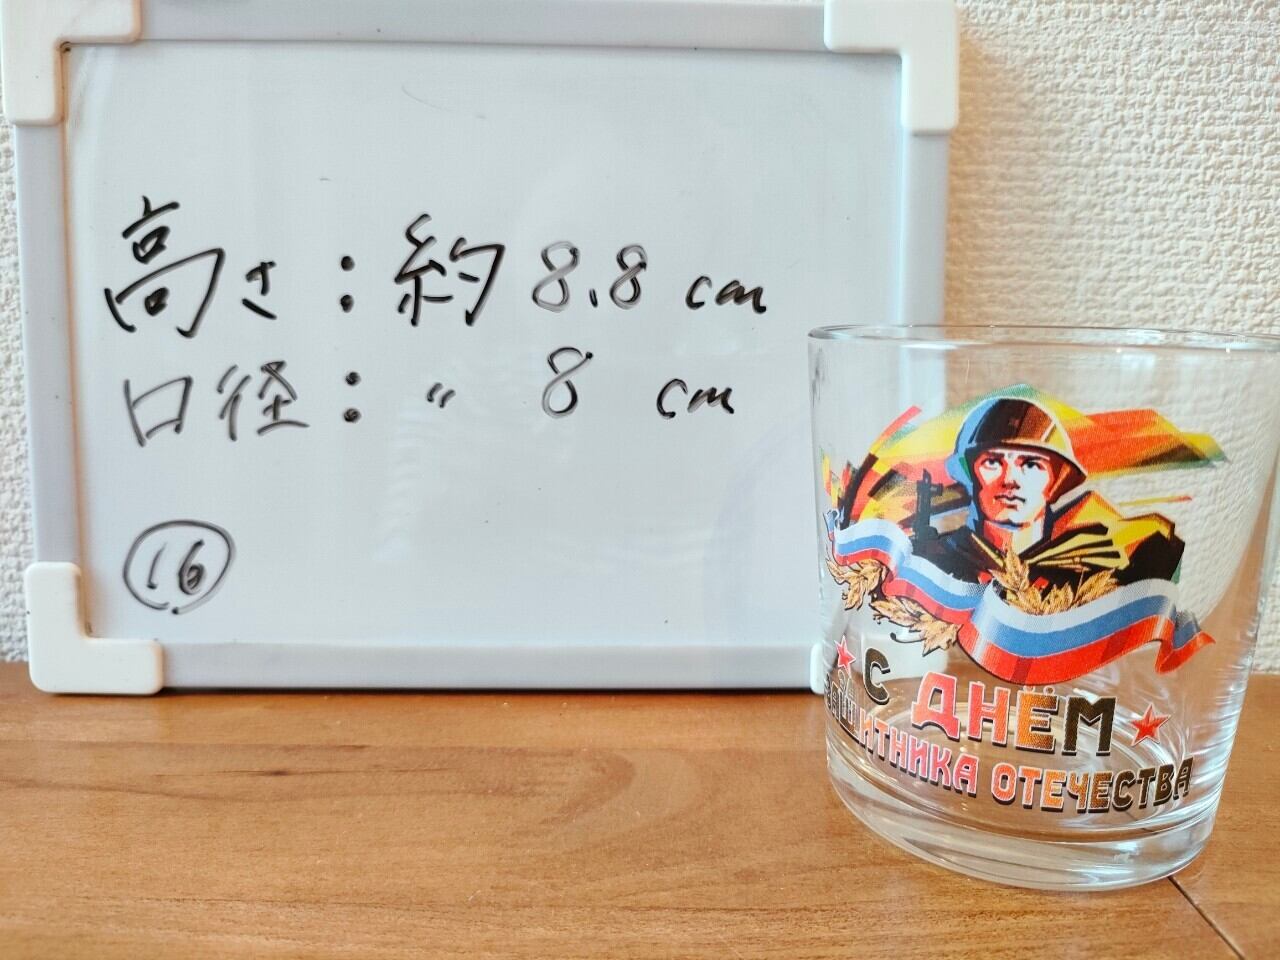 高さ：約 8.8 cm
口径：〃 8 cm
⑯
С ДНЁМ
ЗАЩИТНИКА ОТЕЧЕСТВА